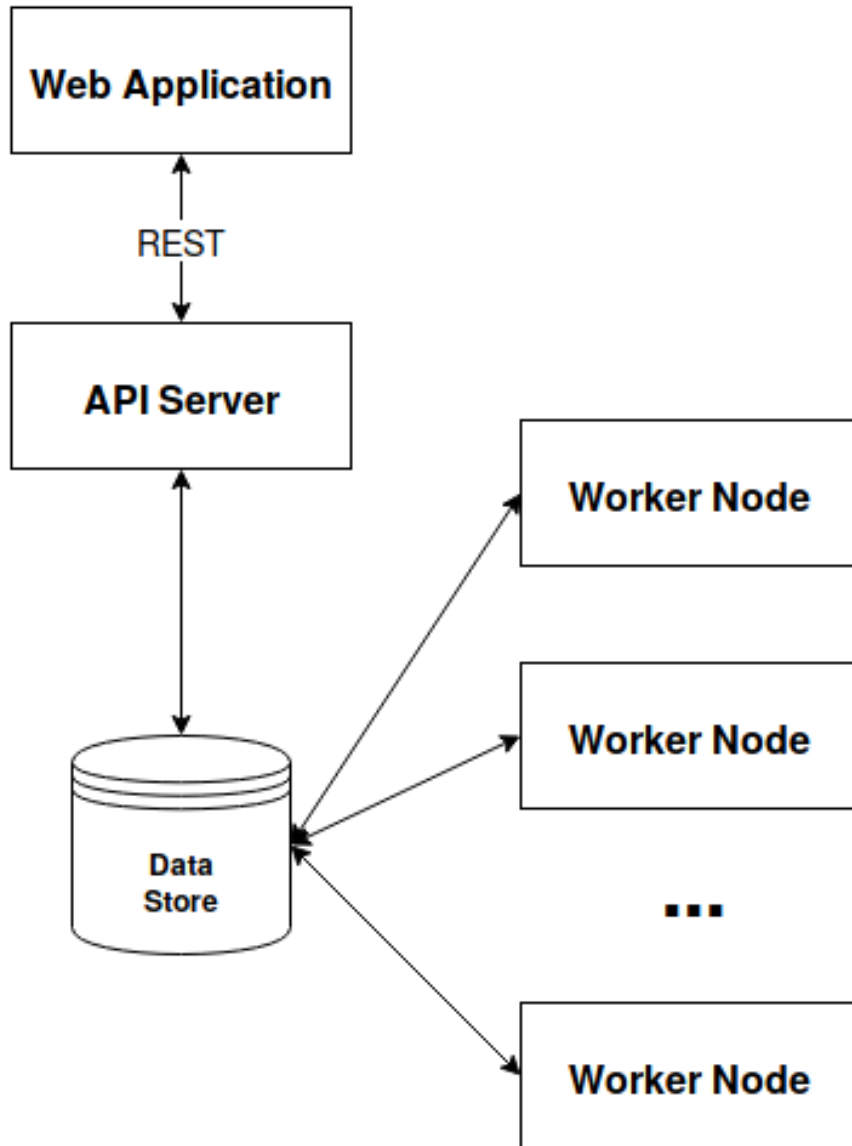 Web Application
REST
API Server
Worker Node
Worker Node
Data
Store
...
Worker Node